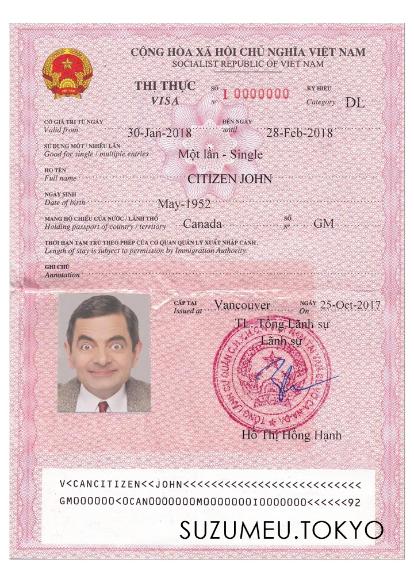 CỘNG HÒA XÃ HỘI CHỦ NGHĨA VIỆT NAM
SOCIALIST REPUBLIC OF VIET NAM
THỊ THỰC SỐ I 0000000 KÝ HIỆU
VISA Nº Category DL
CÓ GIÁ TRỊ TỪ NGÀY ĐẾN NGÀY
Valid from 30-Jan-2018 until 28-Feb-2018
SỬ DỤNG MỘT / NHIỀU LẦN
Good for single / multiple entries Một lần - Single
HỌ TÊN
Full name CITIZEN JOHN
NGÀY SINH
Date of birth May-1952
MANG HỘ CHIẾU CỦA NƯỚC / LÃNH THỔ SỐ
Holding passport of country / territory Canada Nº GM
THỜI HẠN TẠM TRÚ THEO PHÉP CỦA CƠ QUAN QUẢN LÝ XUẤT NHẬP CẢNH
Length of stay is subject to permission by Immigration Authority.
GHI CHÚ
Annotation
CẤP TẠI Vancouver NGÀY 25-Oct-2017
Issued at On
TL. Tổng Lãnh sự
Lãnh sự
Hồ Thị Hồng Hạnh
V<CANCITIZEN<<JOHN<<<<<<<<<<<<<<<<<<<<<<<<<<
GM000000<0CAN0000000M0000000I0000000<<<<<<92
SUZUMEU.TOKYO